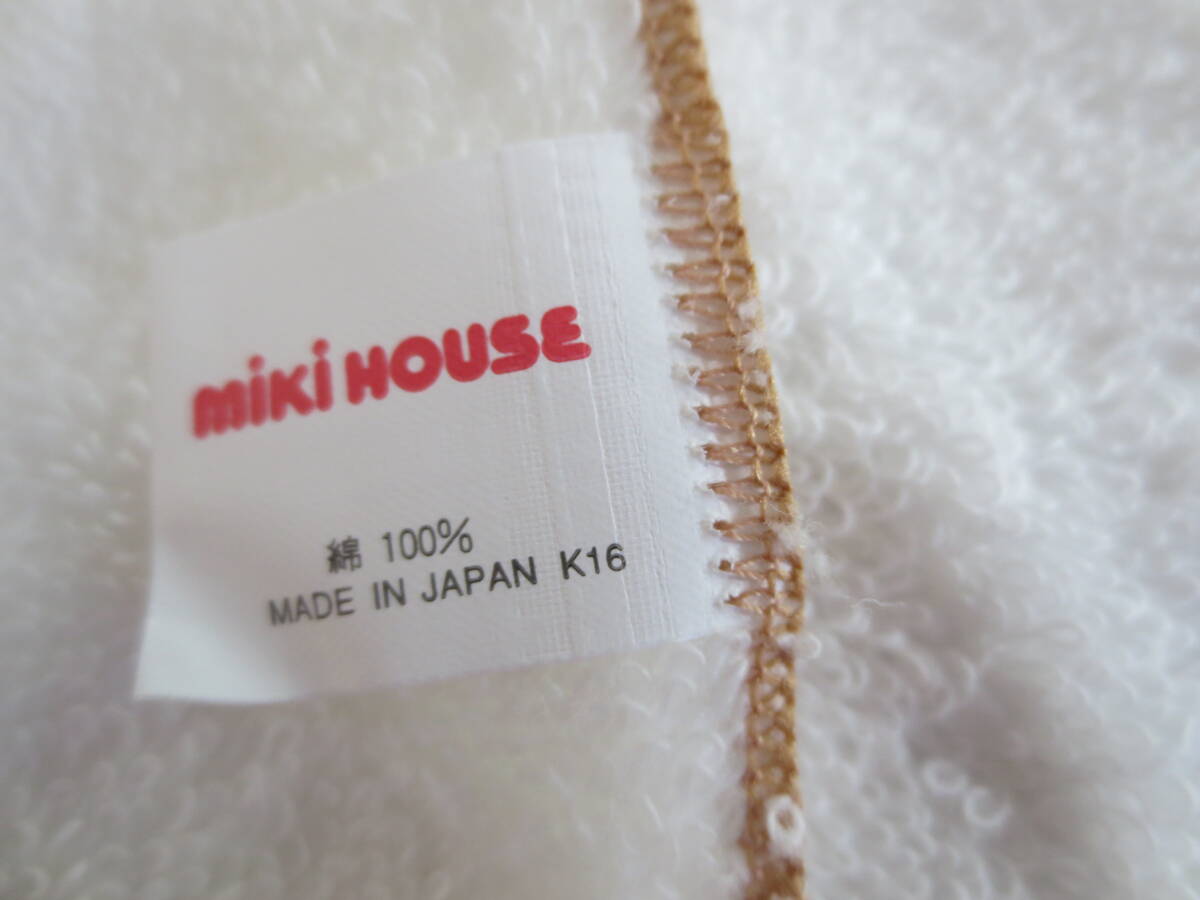 miki HOUSE
綿 100%
MADE IN JAPAN K16